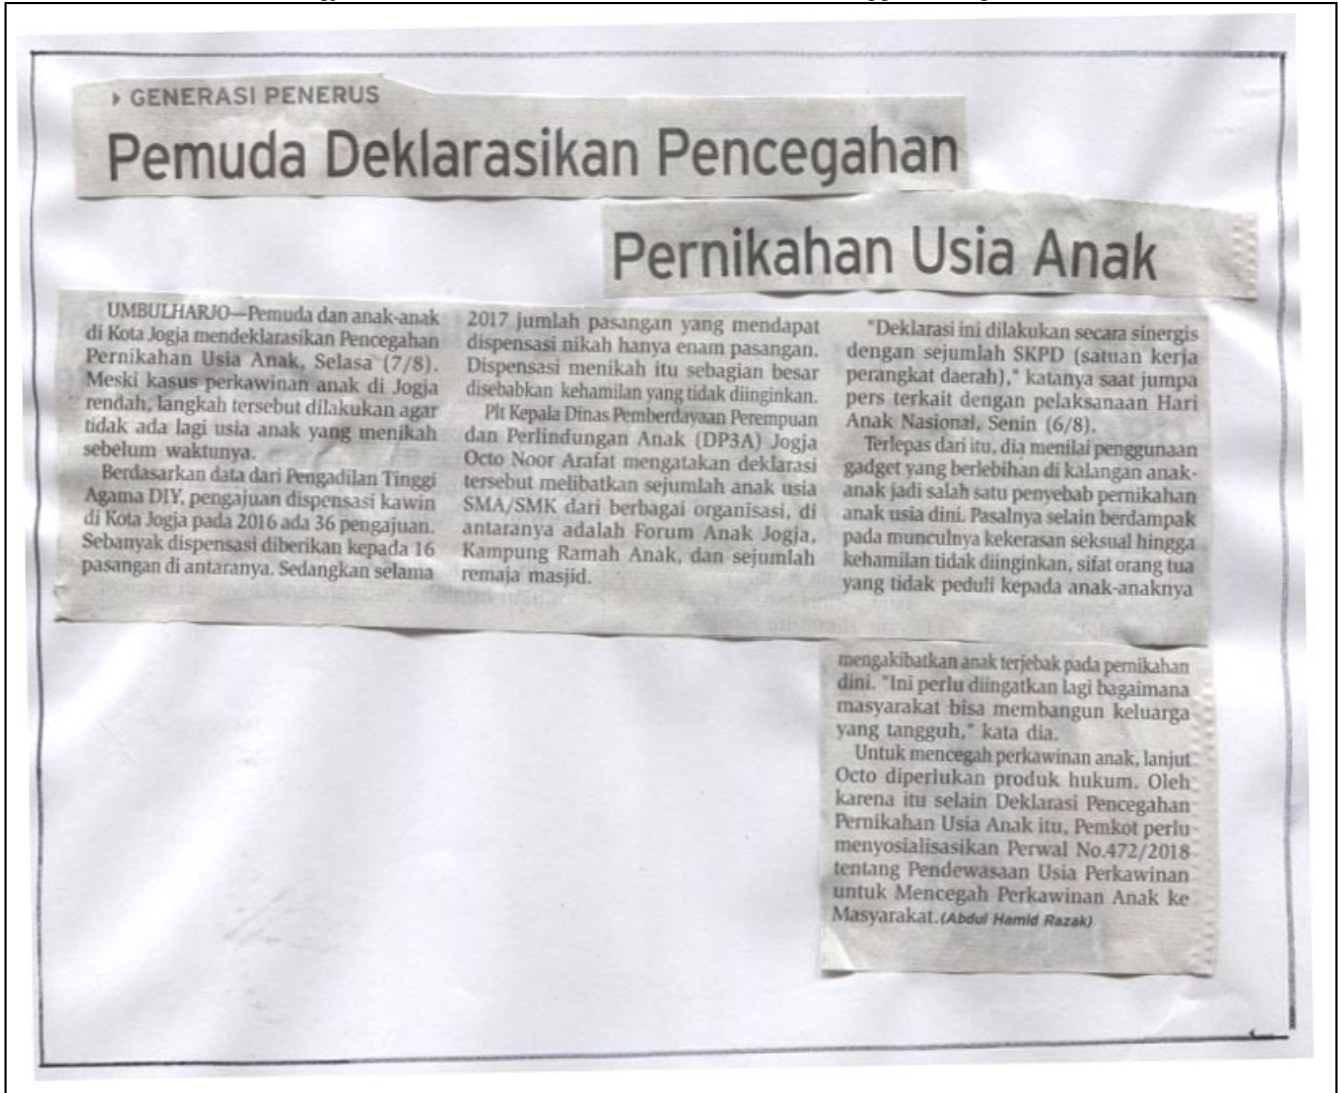 GENERASI PENERUS
Pemuda Deklarasikan Pencegahan
Pernikahan Usia Anak
UMBULHARJO—Pemuda dan anak-anak
di Kota Jogja mendeklarasikan Pencegahan
Pernikahan Usia Anak, Selasa (7/8).
Meski kasus perkawinan anak di Jogja
rendah, langkah tersebut dilakukan agar
tidak ada lagi usia anak yang menikah
sebelum waktunya.
Berdasarkan data dari Pengadilan Tinggi
Agama DIY, pengajuan dispensasi kawin
di Kota Jogja pada 2016 ada 36 pengajuan.
Sebanyak dispensasi diberikan kepada 16
pasangan di antaranya. Sedangkan selama
2017 jumlah pasangan yang mendapat
dispensasi nikah hanya enam pasangan.
Dispensasi menikah itu sebagian besar
disebabkan kehamilan yang tidak diinginkan.
Plt Kepala Dinas Pemberdayaan Perempuan
dan Perlindungan Anak (DP3A) Jogja
Octo Noor Arafat mengatakan deklarasi
tersebut melibatkan sejumlah anak usia
SMA/SMK dari berbagai organisasi, di
antaranya adalah Forum Anak Jogja,
Kampung Ramah Anak, dan sejumlah
remaja masjid.
"Deklarasi ini dilakukan secara sinergis
dengan sejumlah SKPD (satuan kerja
perangkat daerah)," katanya saat jumpa
pers terkait dengan pelaksanaan Hari
Anak Nasional, Senin (6/8).
Terlepas dari itu, dia menilai penggunaan
gadget yang berlebihan di kalangan anak-
anak jadi salah satu penyebab pernikahan
anak usia dini. Pasalnya selain berdampak
pada munculnya kekerasan seksual hingga
kehamilan tidak diinginkan, sifat orang tua
yang tidak peduli kepada anak-anaknya
mengakibatkan anak terjebak pada pernikahan
dini. "Ini perlu diingatkan lagi bagaimana
masyarakat bisa membangun keluarga
yang tangguh," kata dia.
Untuk mencegah perkawinan anak, lanjut
Octo diperlukan produk hukum. Oleh
karena itu selain Deklarasi Pencegahan
Pernikahan Usia Anak itu, Pemkot perlu
menyosialisasikan Perwal No.472/2018
tentang Pendewasaan Usia Perkawinan
untuk Mencegah Perkawinan Anak ke
Masyarakat. (Abdul Hamid Razak)